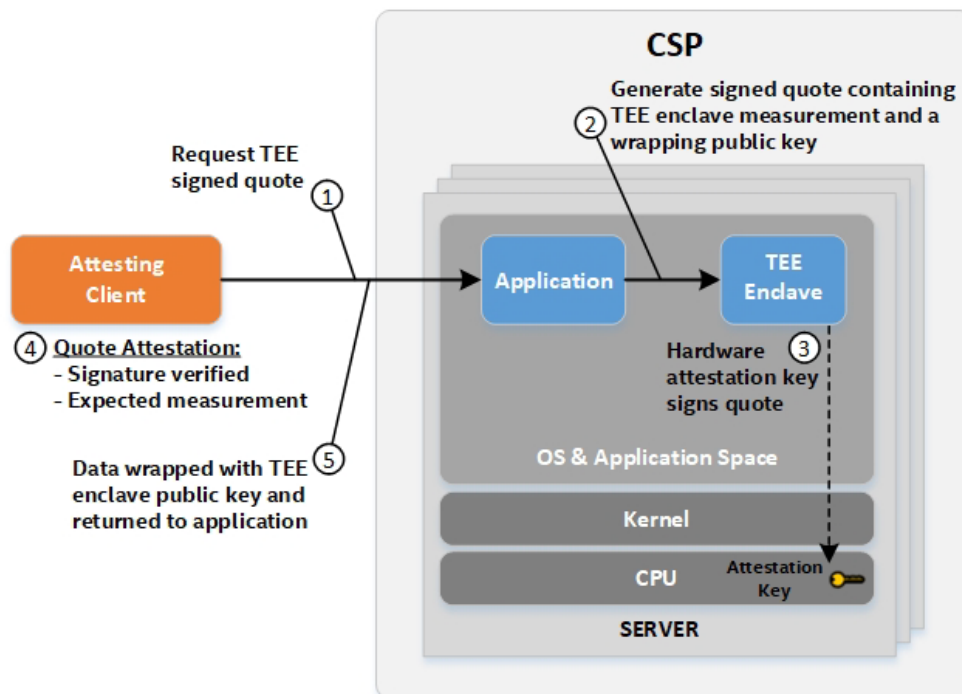 CSP
Generate signed quote containing
TEE enclave measurement and a
wrapping public key
2
Request TEE
signed quote
1
Attesting
Client
Application
TEE
Enclave
4
Quote Attestation:
- Signature verified
- Expected measurement
3
Hardware
attestation key
signs quote
5
Data wrapped with TEE
enclave public key and
returned to application
OS & Application Space
Kernel
CPU
Attestation
Key
SERVER